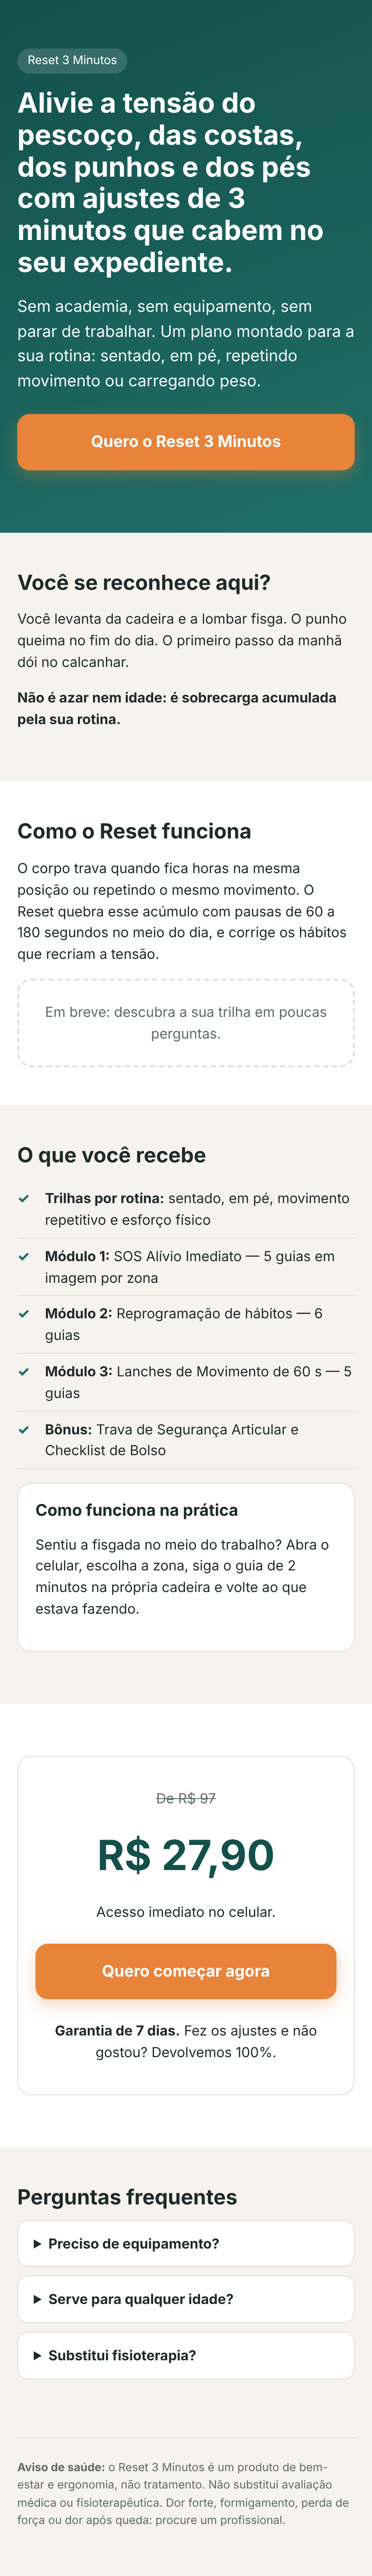 Reset 3 Minutos
Alivie a tensão do
pescoço, das costas,
dos punhos e dos pés
com ajustes de 3
minutos que cabem no
seu expediente.
Sem academia, sem equipamento, sem
parar de trabalhar. Um plano montado para a
sua rotina: sentado, em pé, repetindo
movimento ou carregando peso.
Quero o Reset 3 Minutos
Você se reconhece aqui?
Você levanta da cadeira e a lombar fisga. O punho
queima no fim do dia. O primeiro passo da manhã
dói no calcanhar.
Não é azar nem idade: é sobrecarga acumulada
pela sua rotina.
Como o Reset funciona
O corpo trava quando fica horas na mesma
posição ou repetindo o mesmo movimento. O
Reset quebra esse acúmulo com pausas de 60 a
180 segundos no meio do dia, e corrige os hábitos
que recriam a tensão.
Em breve: descubra a sua trilha em poucas
perguntas.
O que você recebe
✓ Trilhas por rotina: sentado, em pé, movimento
repetitivo e esforço físico
✓ Módulo 1: SOS Alívio Imediato — 5 guias em
imagem por zona
✓ Módulo 2: Reprogramação de hábitos — 6
guias
✓ Módulo 3: Lanches de Movimento de 60 s — 5
guias
✓ Bônus: Trava de Segurança Articular e
Checklist de Bolso
Como funciona na prática
Sentiu a fisgada no meio do trabalho? Abra o
celular, escolha a zona, siga o guia de 2
minutos na própria cadeira e volte ao que
estava fazendo.
De R$ 97
R$ 27,90
Acesso imediato no celular.
Quero começar agora
Garantia de 7 dias. Fez os ajustes e não
gostou? Devolvemos 100%.
Perguntas frequentes
▶ Preciso de equipamento?
▶ Serve para qualquer idade?
▶ Substitui fisioterapia?
Aviso de saúde: o Reset 3 Minutos é um produto de bem-
estar e ergonomia, não tratamento. Não substitui avaliação
médica ou fisioterapêutica. Dor forte, formigamento, perda de
força ou dor após queda: procure um profissional.